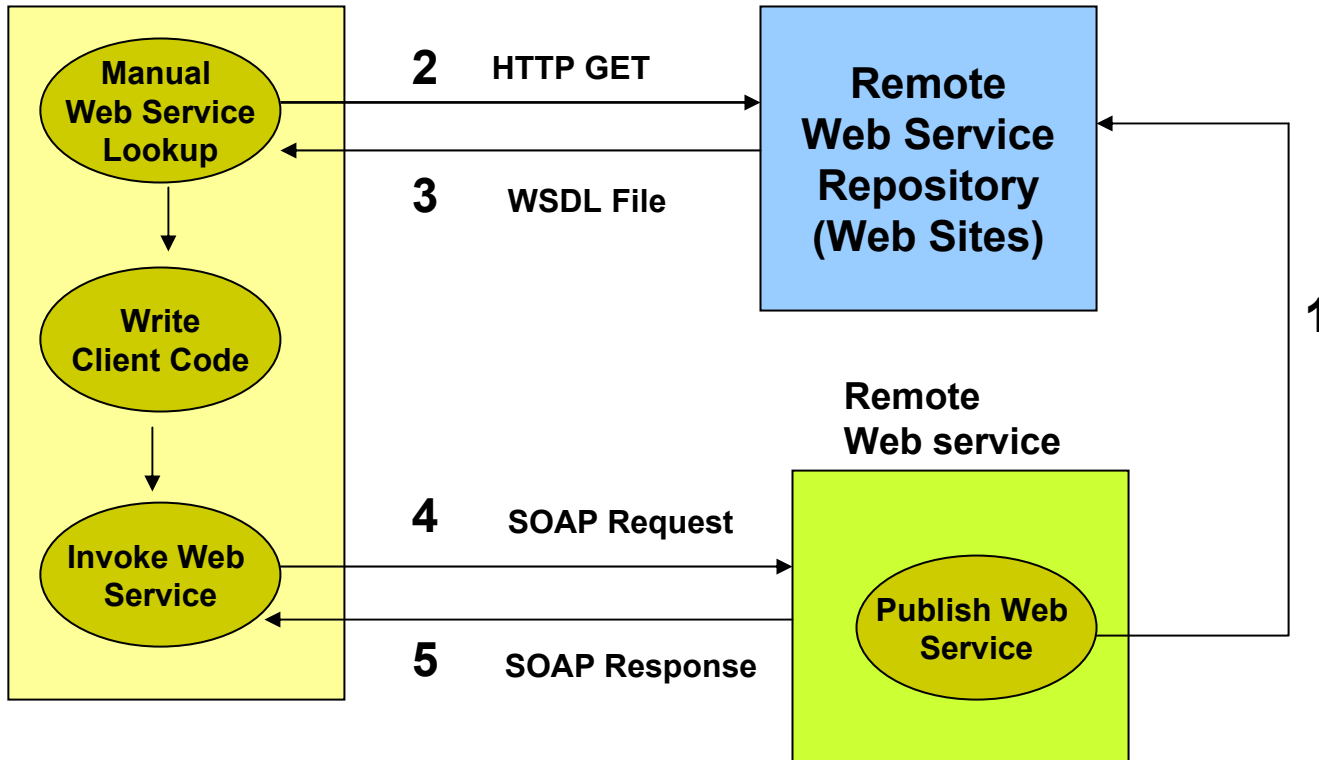 Manual
Web Service
Lookup
2 HTTP GET
3 WSDL File
Remote
Web Service
Repository
(Web Sites)
1
Write
Client Code
Remote
Web service
Invoke Web
Service
4 SOAP Request
5 SOAP Response
Publish Web
Service